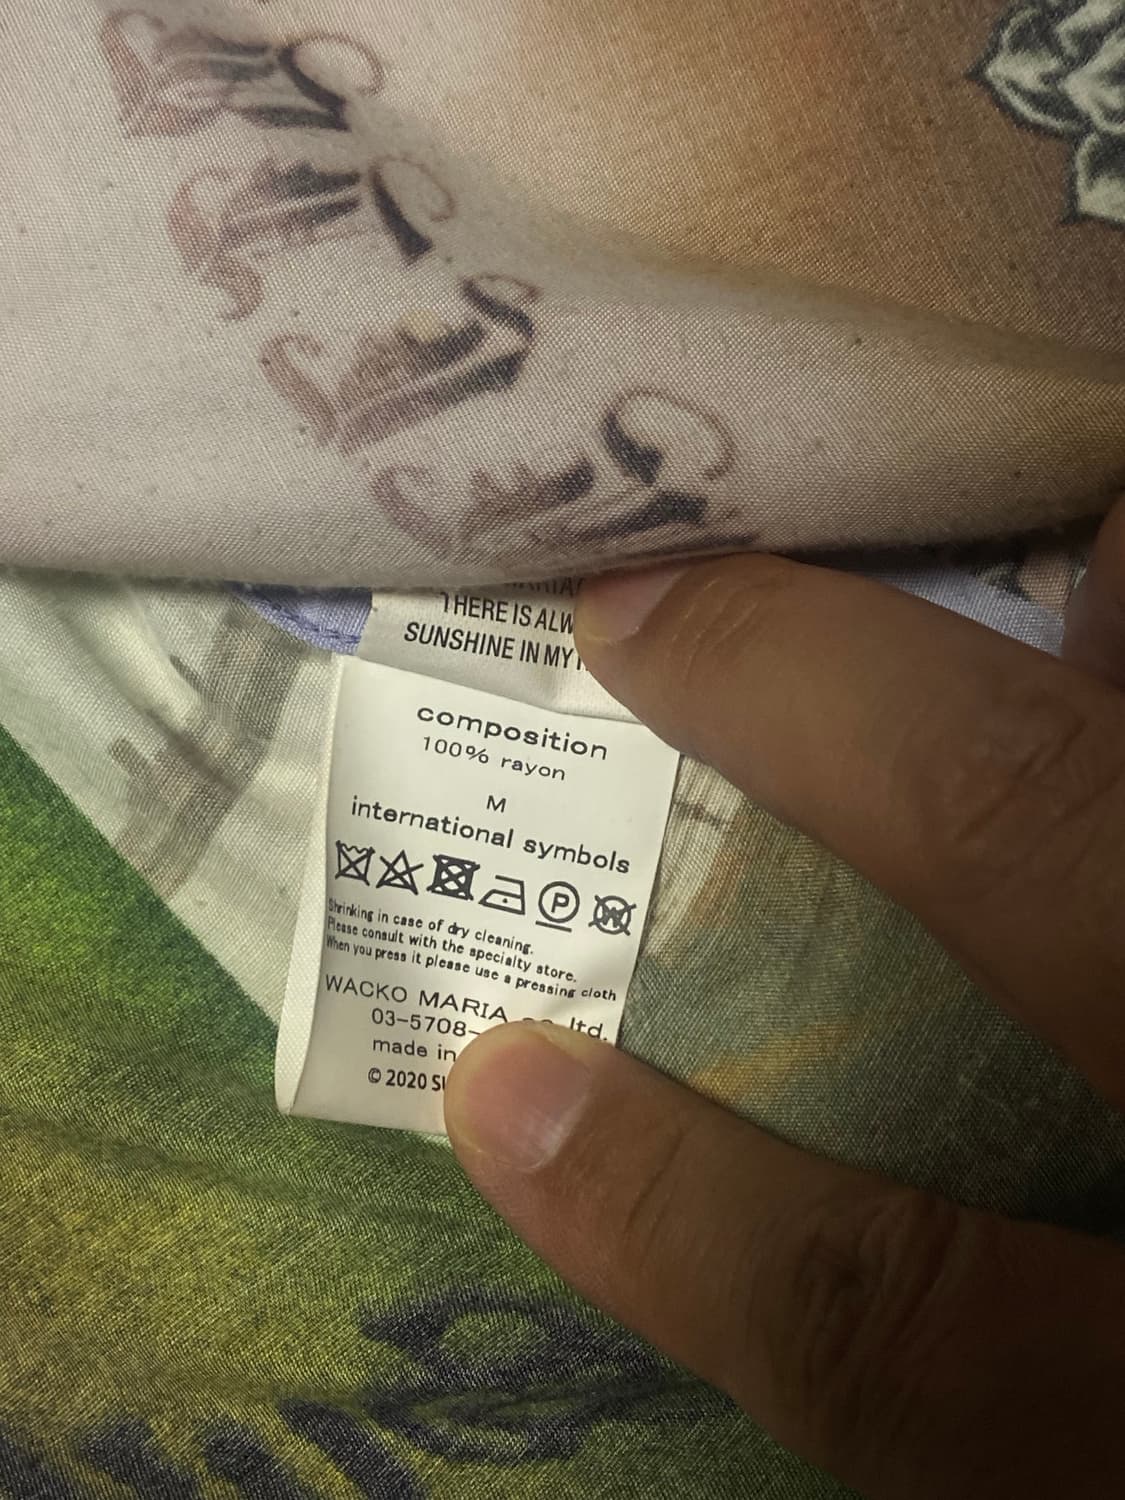 THERE IS
SUNSHINE IN MY
composition
100% rayon
M
international symbols
P
W
Shrinking in case of dry cleaning.
Please consult with the specialty store.
When you press it please use a pressing cloth
WACKO MARIA ltd.
03-5708-
made in
© 2020